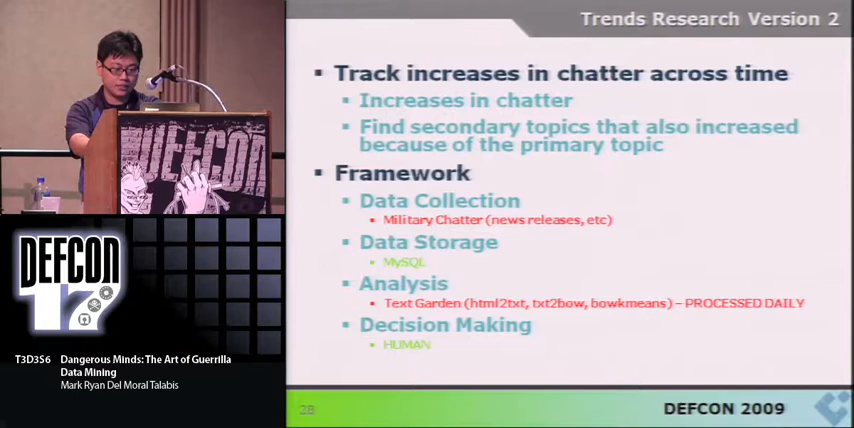 Trends Research Version 2
Track increases in chatter across time
Increases in chatter
Find secondary topics that also increased
because of the primary topic
Framework
Data Collection
Military Chatter (news releases, etc)
Data Storage
MySQL
Analysis
Text Garden (html2txt, txt2bow, bowkmeans) – PROCESSED DAILY
Decision Making
HUMAN
28
DEFCON 2009
DEFCON
DEFCON
17
T3D3S6 Dangerous Minds: The Art of Guerrilla
Data Mining
Mark Ryan Del Moral Talabis